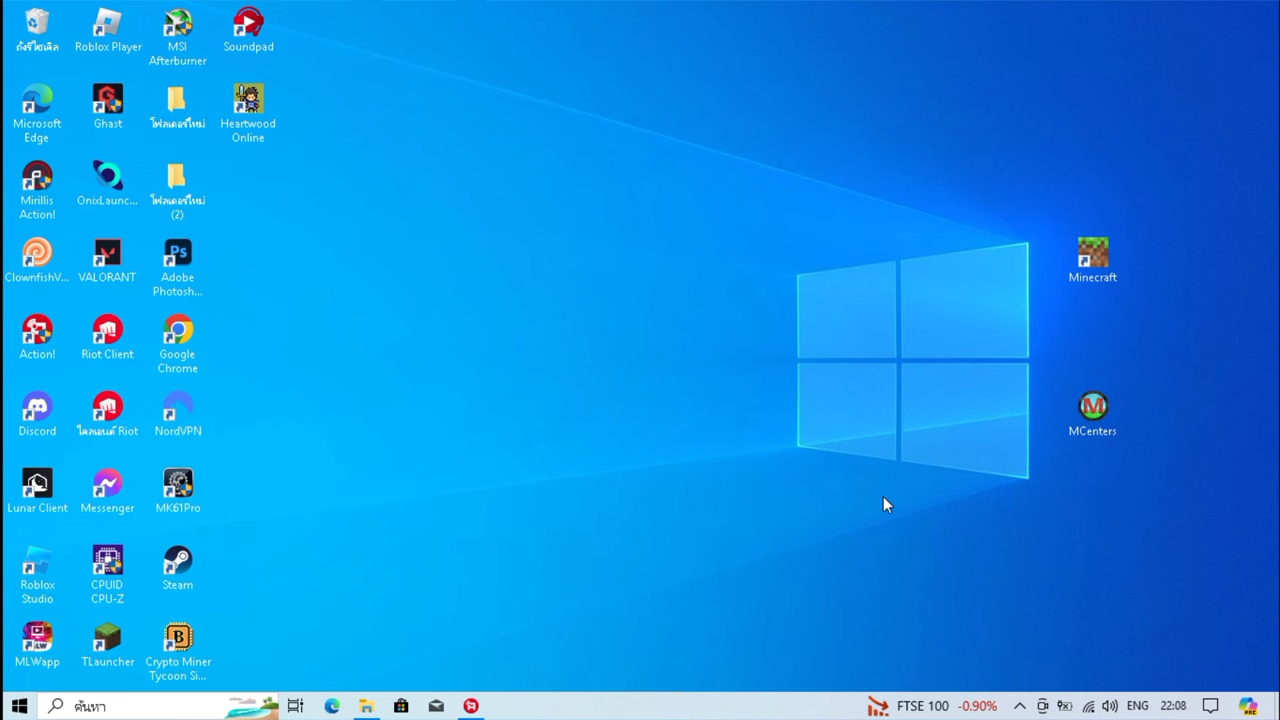 ถังรีไซเคิล
Roblox Player
MSI
Afterburner
Soundpad
Microsoft
Edge
Ghast
โฟลเดอร์ใหม่
Heartwood
Online
Mirillis
Action!
OnixLaunc...
โฟลเดอร์ใหม่
(2)
ClownfishV...
VALORANT
Adobe
Photosh...
Minecraft
Action!
Riot Client
Google
Chrome
Discord
ไคลเอนต์ Riot
NordVPN
MCenters
Lunar Client
Messenger
MK61Pro
Roblox
Studio
CPUID
CPU-Z
Steam
MLWapp
TLauncher
Crypto Miner
Tycoon Si...
ค้นหา
FTSE 100 -0.90%
ENG
22:08